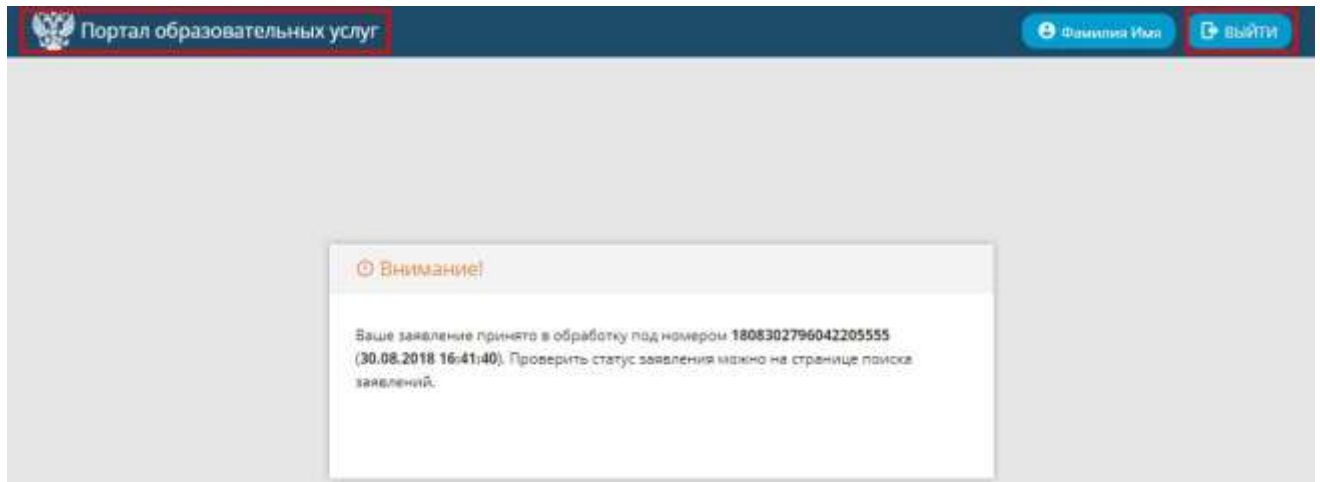 Портал образовательных услуг
Фамилия Имя
ВЫЙТИ
Внимание!
Ваше заявление принято в обработку под номером 1808302796042205555
(30.08.2018 16:41:40). Проверить статус заявления можно на странице поиска
заявлений.